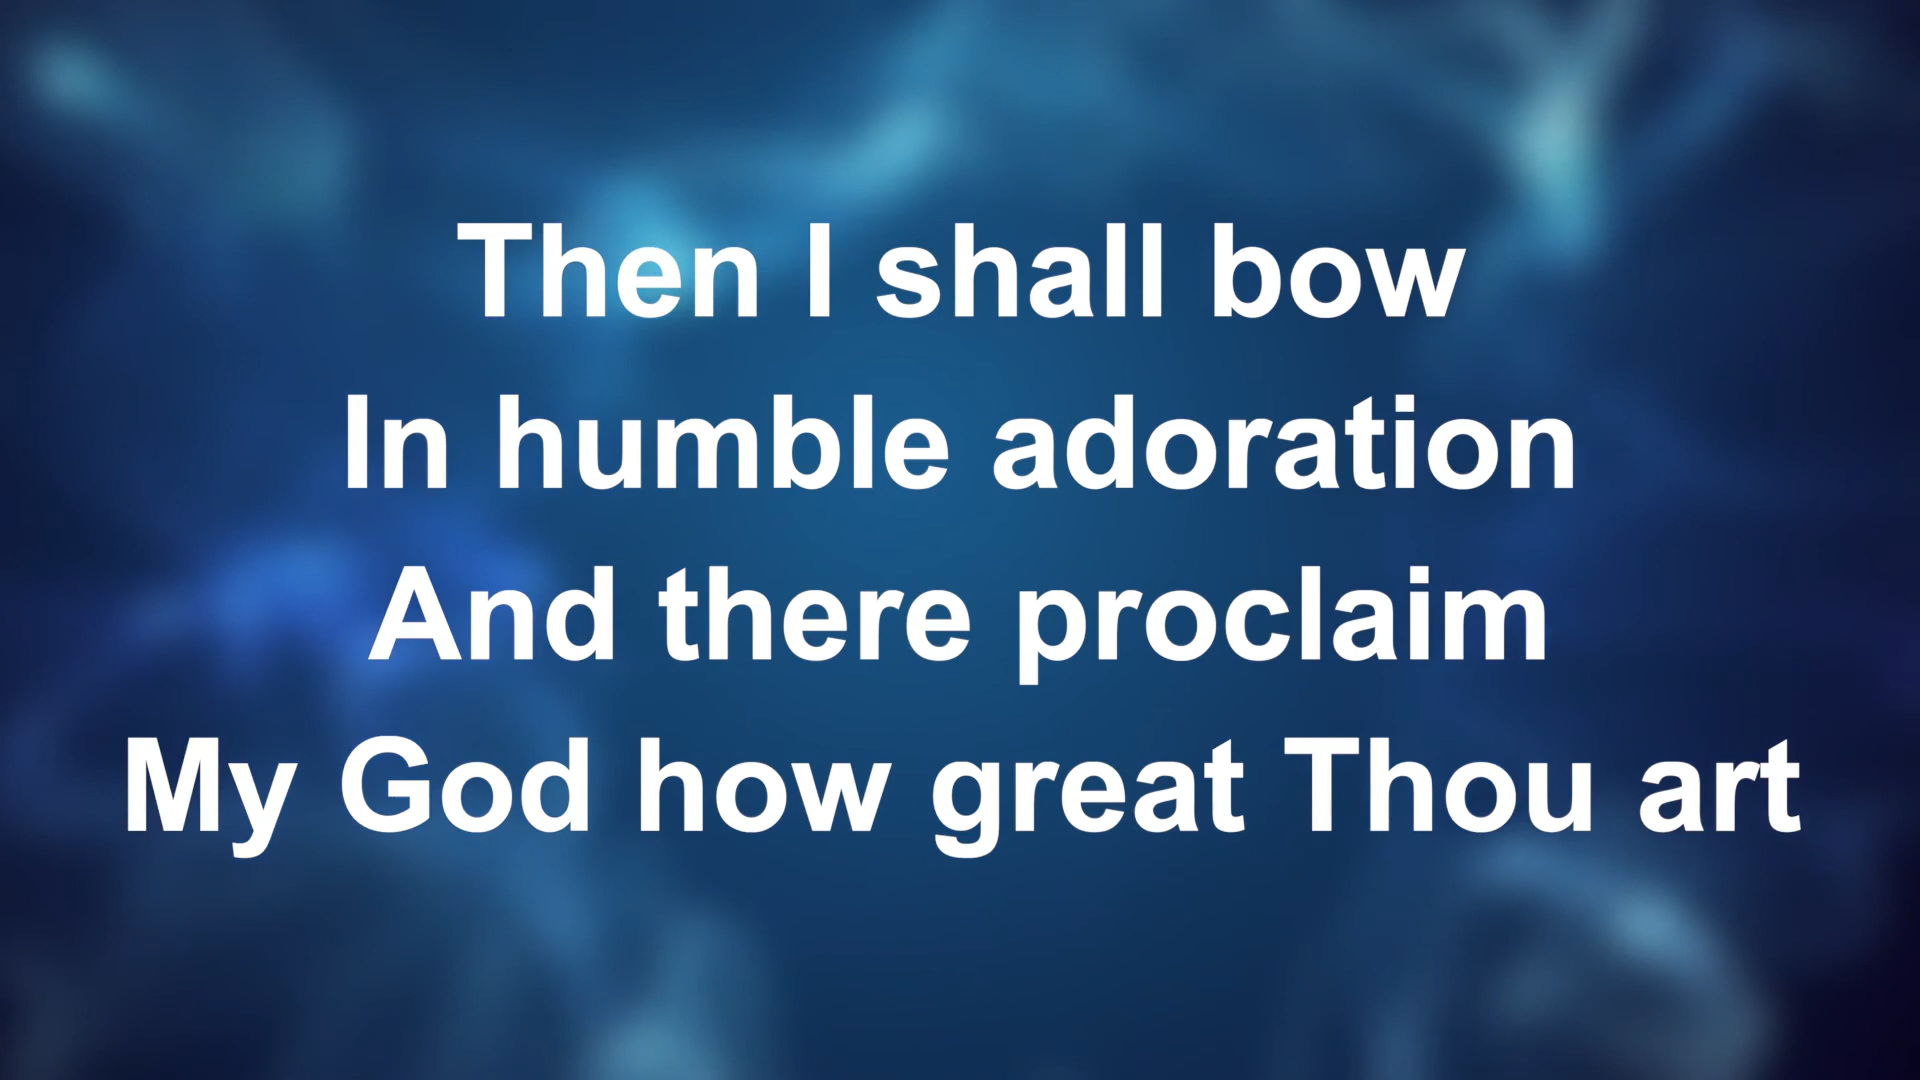 Then I shall bow
In humble adoration
And there proclaim
My God how great Thou art